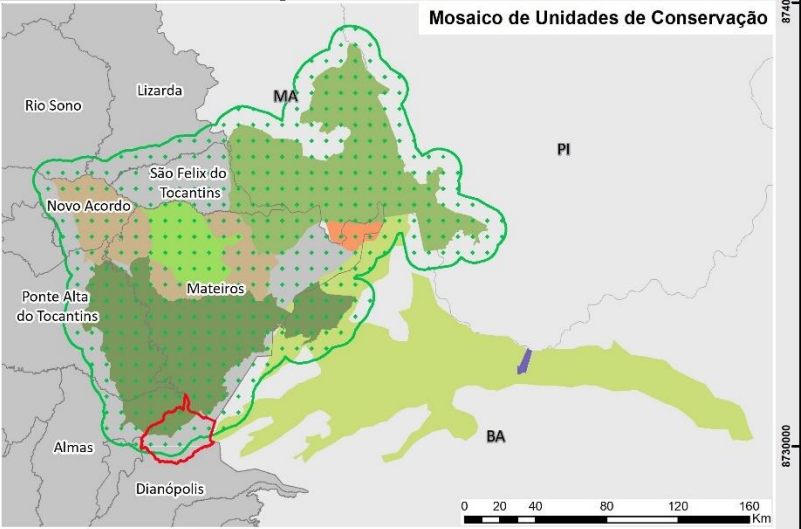 Mosaico de Unidades de Conservação
8740
Lizarda
MA
Rio Sono
PI
São Felix do
Tocantins
Novo Acordo
Mateiros
Ponte Alta
do Tocantins
BA
Almas
8730000
Dianópolis
0 20 40 80 120 160
Km